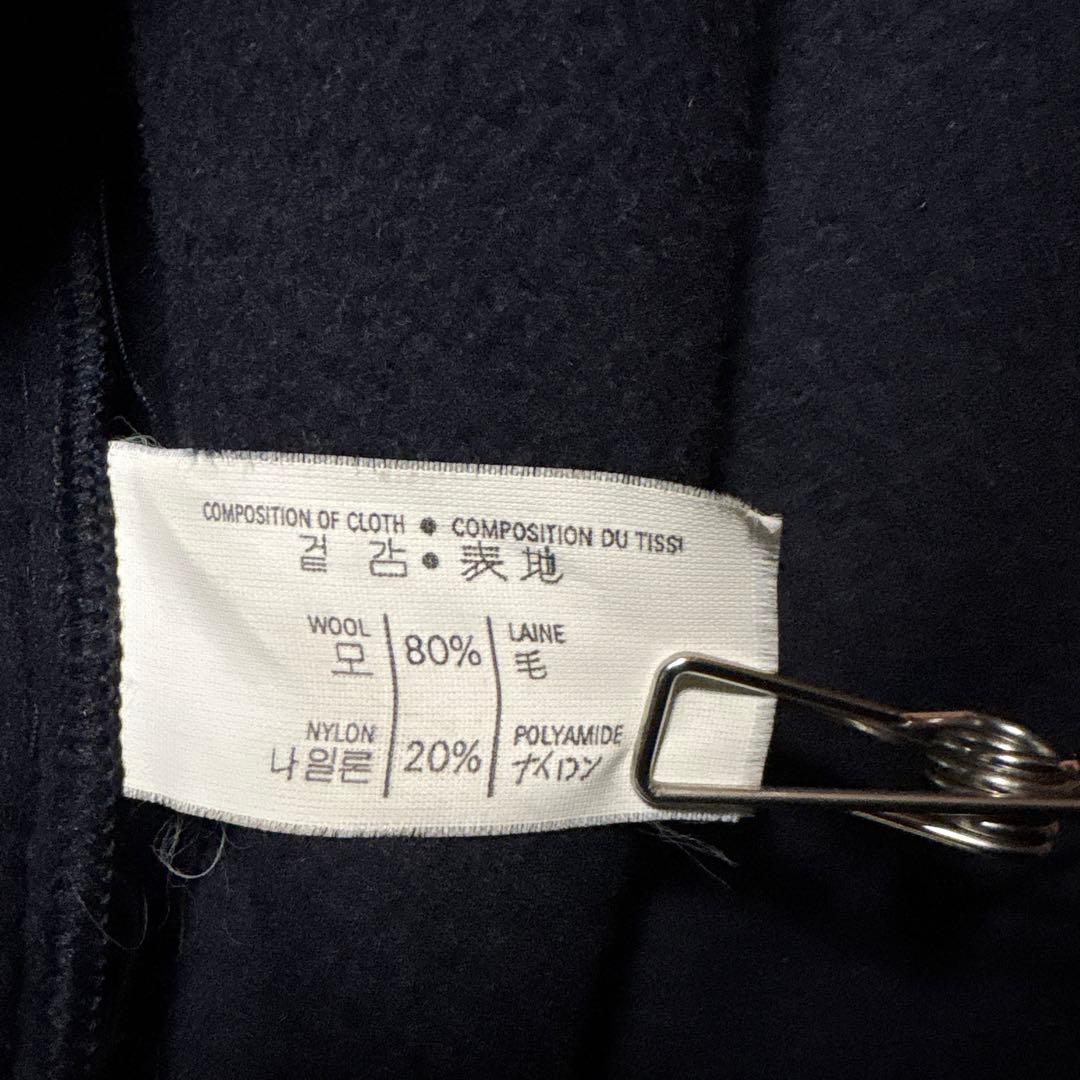 COMPOSITION OF CLOTH ● COMPOSITION DU TISSU
겉 감 ● 表 地
WOOL 80% LAINE
모 毛
NYLON 20% POLYAMIDE
나일론 ナイロン